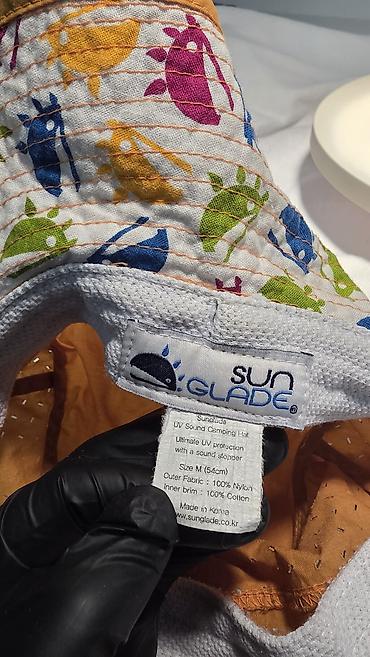 SUN
GLADE®
Sunglade
UV Sound Camping Hat
Ultimate UV protection
with a sound stopper
Size M (54cm)
Outer Fabric : 100% Nylon
Inner brim : 100% Cotton
Made in Korea
www.sunglade.co.kr